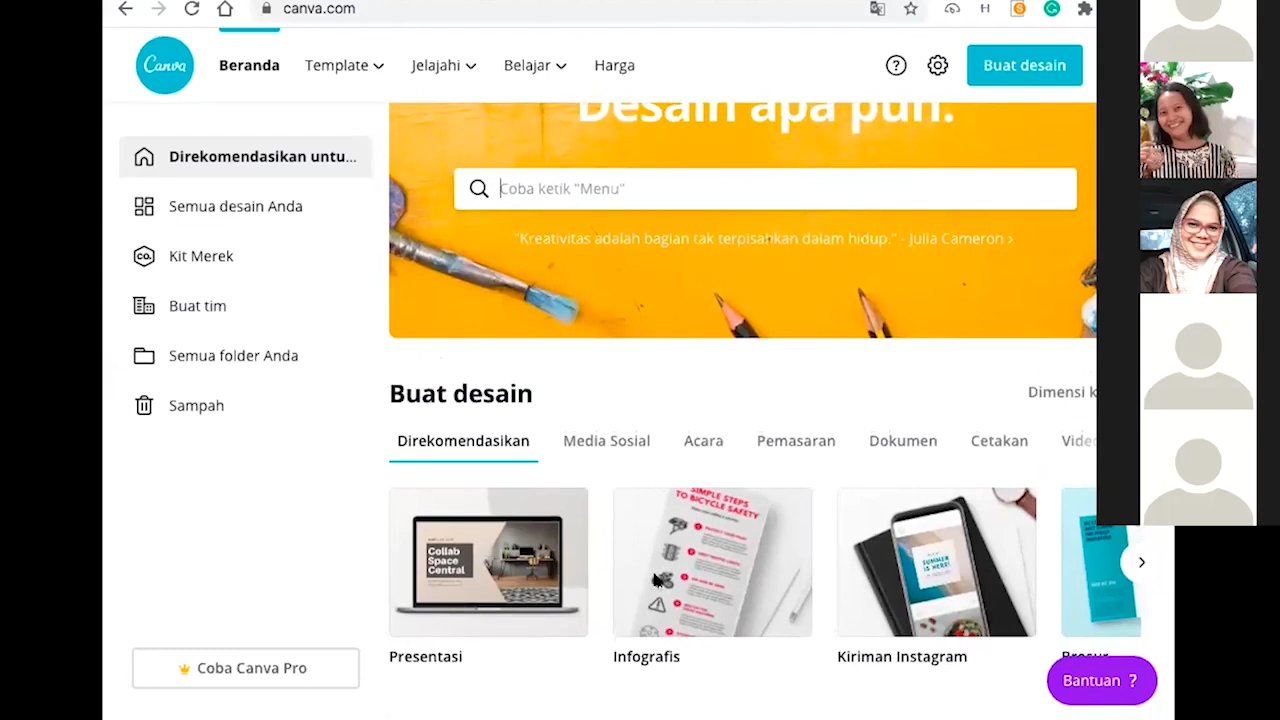 canva.com
Canva
Beranda
Template
Jelajahi
Belajar
Harga
Buat desain
Direkomendasikan untu...
Semua desain Anda
Kit Merek
Buat tim
Semua folder Anda
Sampah
Coba Canva Pro
Desain apa pun.
Coba ketik "Menu"
"Kreativitas adalah bagian tak terpisahkan dalam hidup." - Julia Cameron ›
Buat desain
Dimensi k
Direkomendasikan
Media Sosial
Acara
Pemasaran
Dokumen
Cetakan
Video
Collab
Space
Central
SIMPLE STEPS
TO BICYCLE SAFETY
SUMMER
IS HERE!
Presentasi
Infografis
Kiriman Instagram
Brosur
Bantuan ?